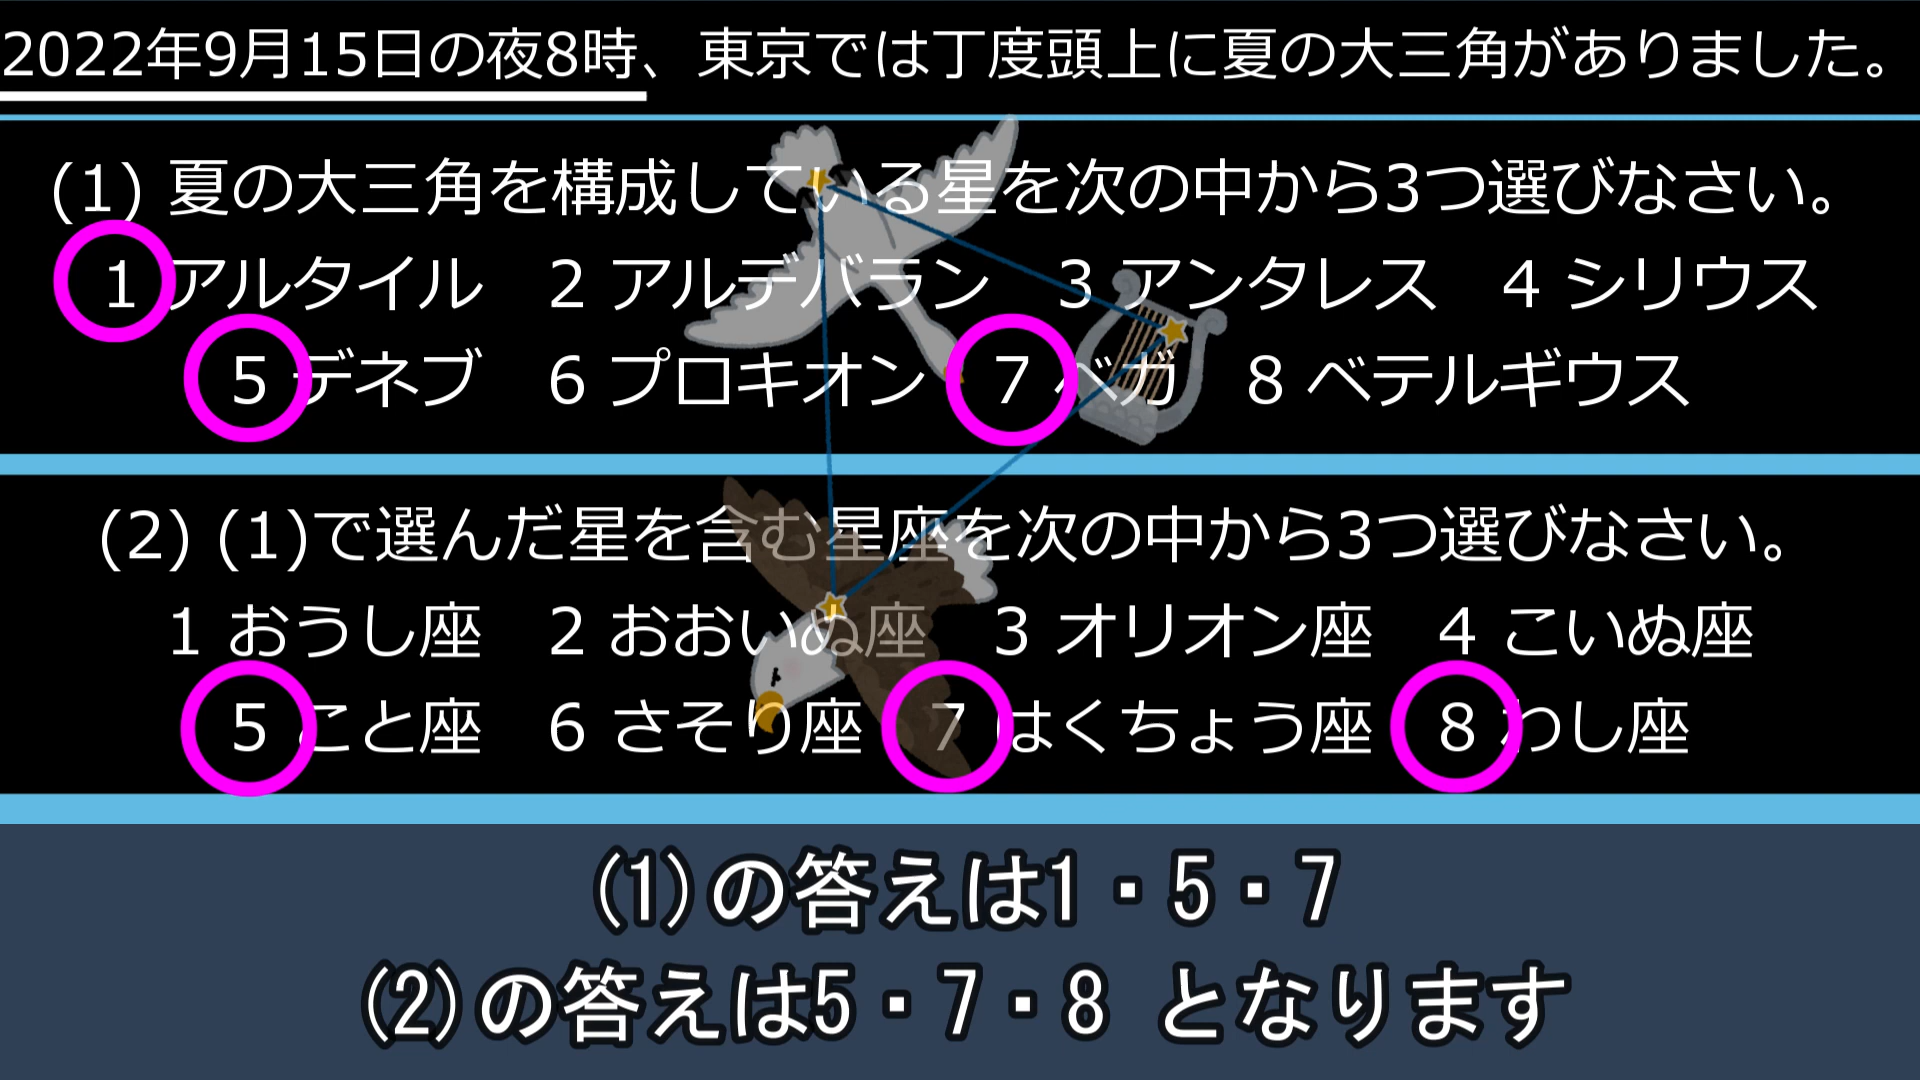 2022年9月15日の夜8時、東京では丁度頭上に夏の大三角がありました。
(1) 夏の大三角を構成している星を次の中から3つ選びなさい。
1 アルタイル 2 アルデバラン 3 アンタレス 4 シリウス
5 デネブ 6 プロキオン 7 ベガ 8 ベテルギウス
(2) (1)で選んだ星を含む星座を次の中から3つ選びなさい。
1 おうし座 2 おおいぬ座 3 オリオン座 4 こいぬ座
5 こと座 6 さそり座 7 はくちょう座 8 わし座
(1)の答えは1・5・7
(2)の答えは5・7・8 となります